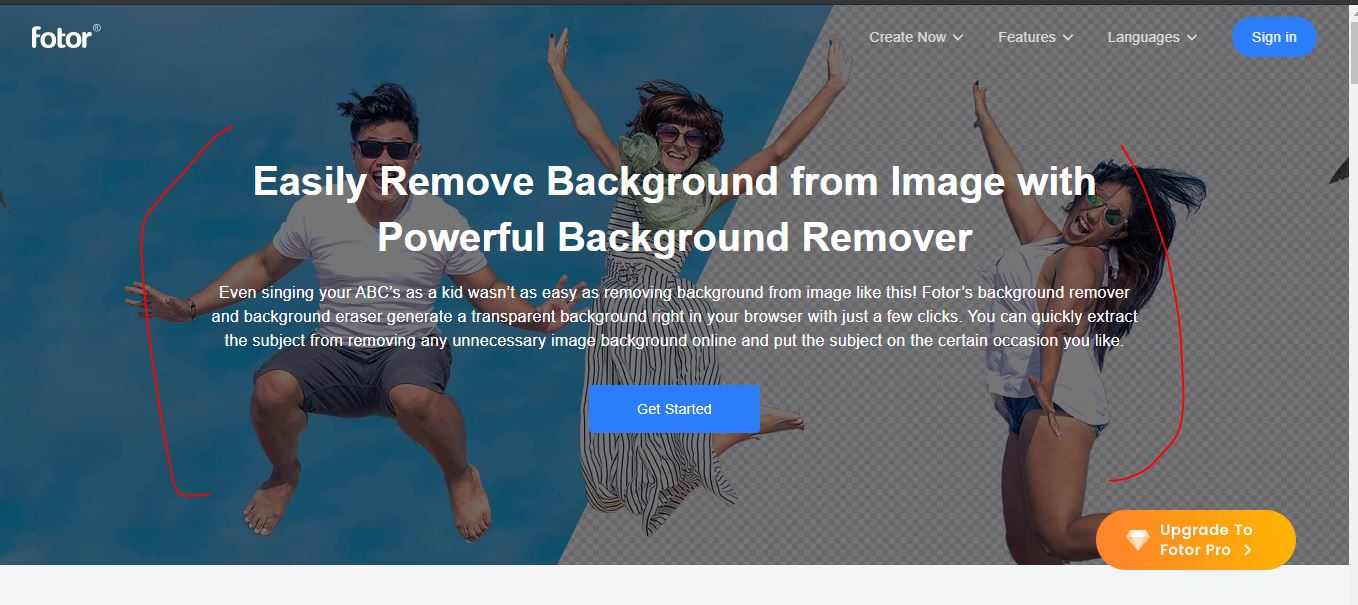 fotor®
Create Now
Features
Languages
Sign in
Easily Remove Background from Image with
Powerful Background Remover
Even singing your ABC’s as a kid wasn’t as easy as removing background from image like this! Fotor’s background remover
and background eraser generate a transparent background right in your browser with just a few clicks. You can quickly extract
the subject from removing any unnecessary image background online and put the subject on the certain occasion you like.
Get Started
Upgrade To
Fotor Pro